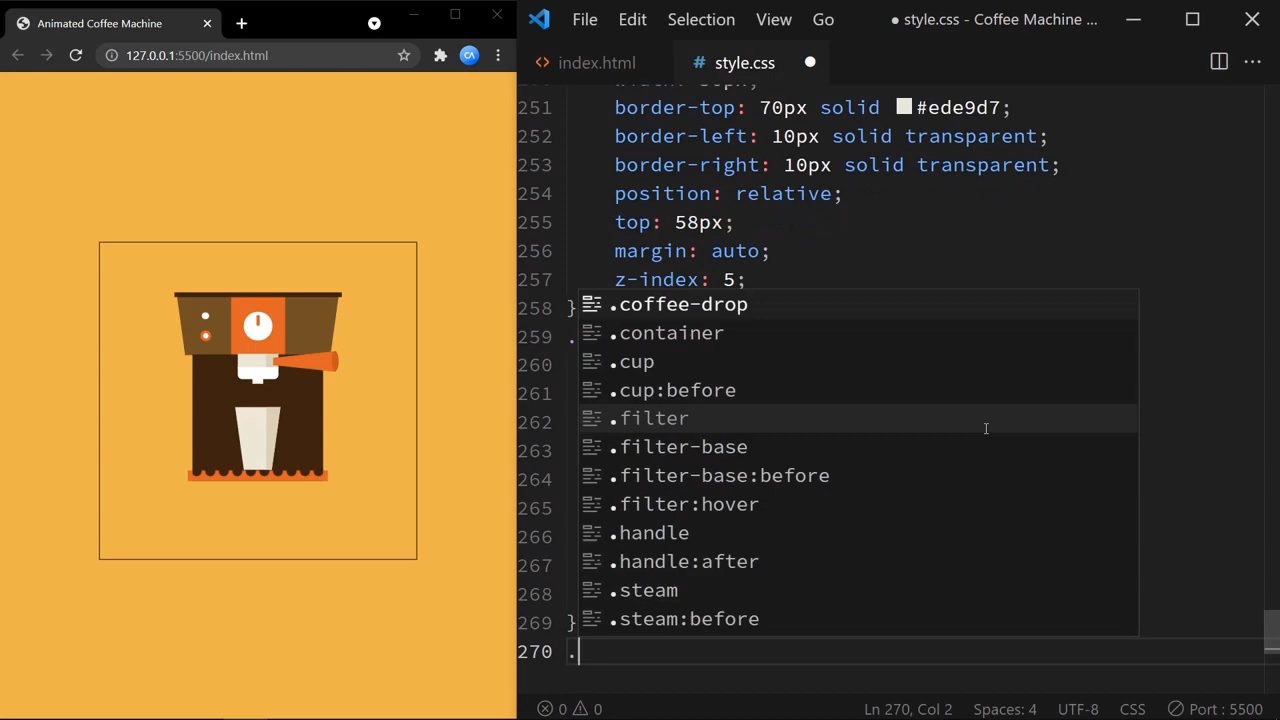 Animated Coffee Machine
127.0.0.1:5500/index.html
File Edit Selection View Go ● style.css - Coffee Machine ...
<> index.html # style.css
251 border-top: 70px solid #ede9d7;
252 border-left: 10px solid transparent;
253 border-right: 10px solid transparent;
254 position: relative;
255 top: 58px;
256 margin: auto;
257 z-index: 5;
258 } .coffee-drop
259 . .container
260 .cup
261 .cup:before
262 .filter
263 .filter-base
264 .filter-base:before
265 .filter:hover
266 .handle
267 .handle:after
268 .steam
269 } .steam:before
270 .
0 0 Ln 270, Col 2 Spaces: 4 UTF-8 CSS Port : 5500